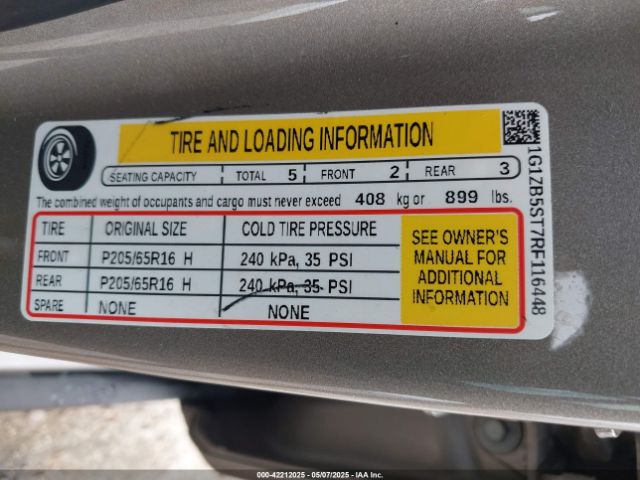 TIRE AND LOADING INFORMATION
SEATING CAPACITY TOTAL 5 FRONT 2 REAR 3
The combined weight of occupants and cargo must never exceed 408 kg or 899 lbs.
TIRE ORIGINAL SIZE COLD TIRE PRESSURE
FRONT P205/65R16 H 240 kPa, 35 PSI
REAR P205/65R16 H 240 kPa, 35 PSI
SPARE NONE NONE
SEE OWNER'S
MANUAL FOR
ADDITIONAL
INFORMATION
1G1ZB5ST7RF116448
000-42212025 - 05/07/2025 - IAA Inc.